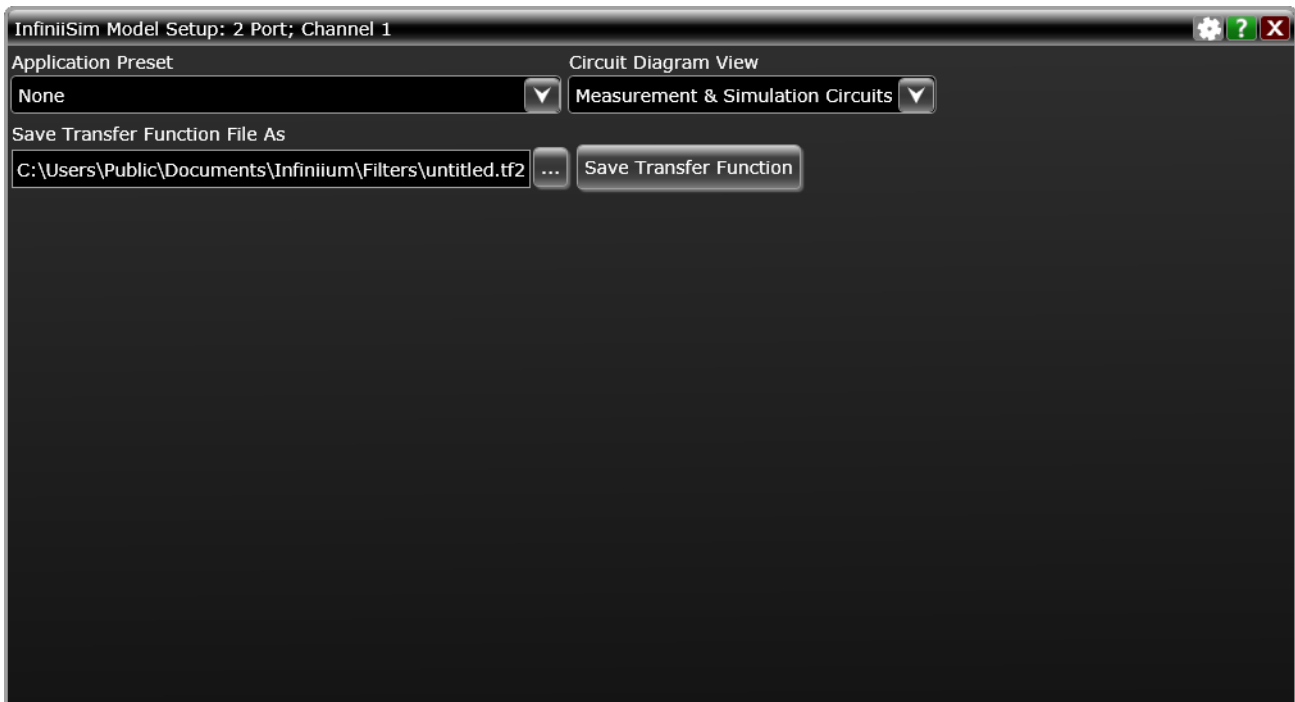 InfiniiSim Model Setup: 2 Port; Channel 1
?
X
Application Preset
Circuit Diagram View
None
Measurement & Simulation Circuits
Save Transfer Function File As
C:\Users\Public\Documents\Infiniium\Filters\untitled.tf2
...
Save Transfer Function